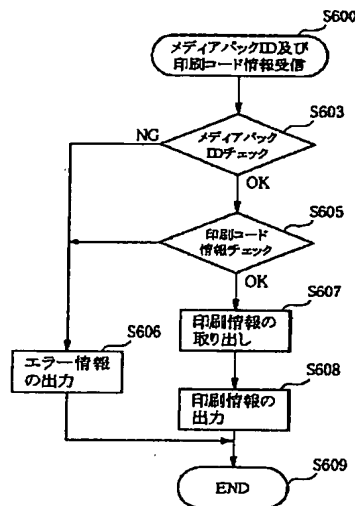 S600
メディアパックID及び
印刷コード情報受信
S603
NG
メディアパック
IDチェック
OK
S605
印刷コード
情報チェック
OK
S607
印刷情報の
取り出し
S606
エラー情報
の出力
S608
印刷情報の
出力
S609
END